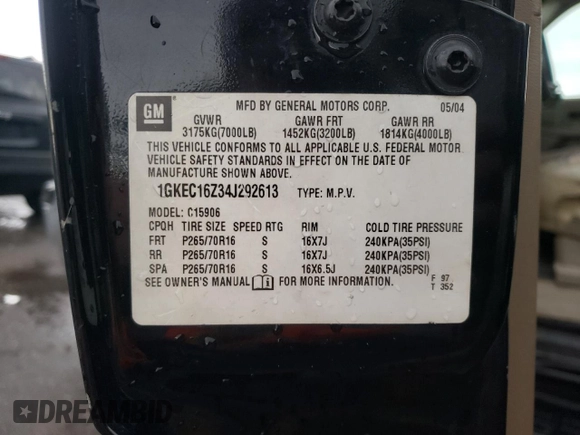 GM
MFD BY GENERAL MOTORS CORP. 05/04
GVWR GAWR FRT GAWR RR
3175KG(7000LB) 1452KG(3200LB) 1814KG(4000LB)
THIS VEHICLE CONFORMS TO ALL APPLICABLE U.S. FEDERAL MOTOR
VEHICLE SAFETY STANDARDS IN EFFECT ON THE DATE OF
MANUFACTURE SHOWN ABOVE.
1GKEC16Z34J292613 TYPE: M.P.V.
MODEL: C15906
CPQH TIRE SIZE SPEED RTG RIM COLD TIRE PRESSURE
FRT P265/70R16 S 16X7J 240KPA(35PSI)
RR P265/70R16 S 16X7J 240KPA(35PSI)
SPA P265/70R16 S 16X6.5J 240KPA(35PSI)
SEE OWNER'S MANUAL i FOR MORE INFORMATION. F 97
T 352
DREAMBID